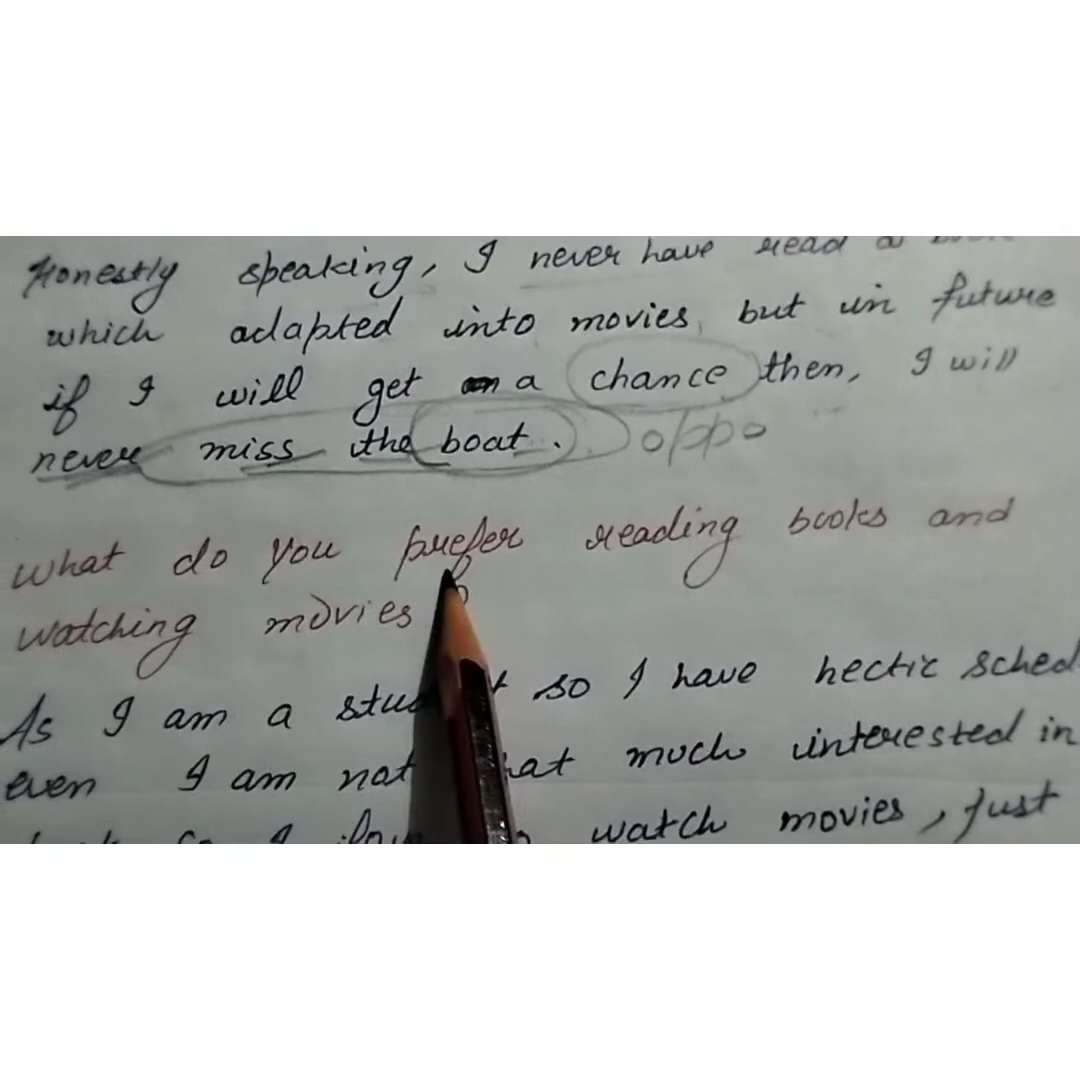 Honestly speaking, I never have read a
which adapted into movies, but in future
if I will get a chance then, I will
never miss the boat. oppo
What do you prefer reading books and
watching movies
As I am a so I have hectic sched
even I am not much interested in
watch movies, just